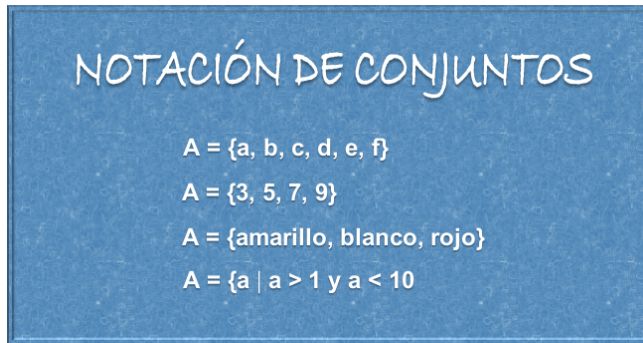 NOTACIÓN DE CONJUNTOS
A = {a, b, c, d, e, f}
A = {3, 5, 7, 9}
A = {amarillo, blanco, rojo}
A = {a | a > 1 y a < 10